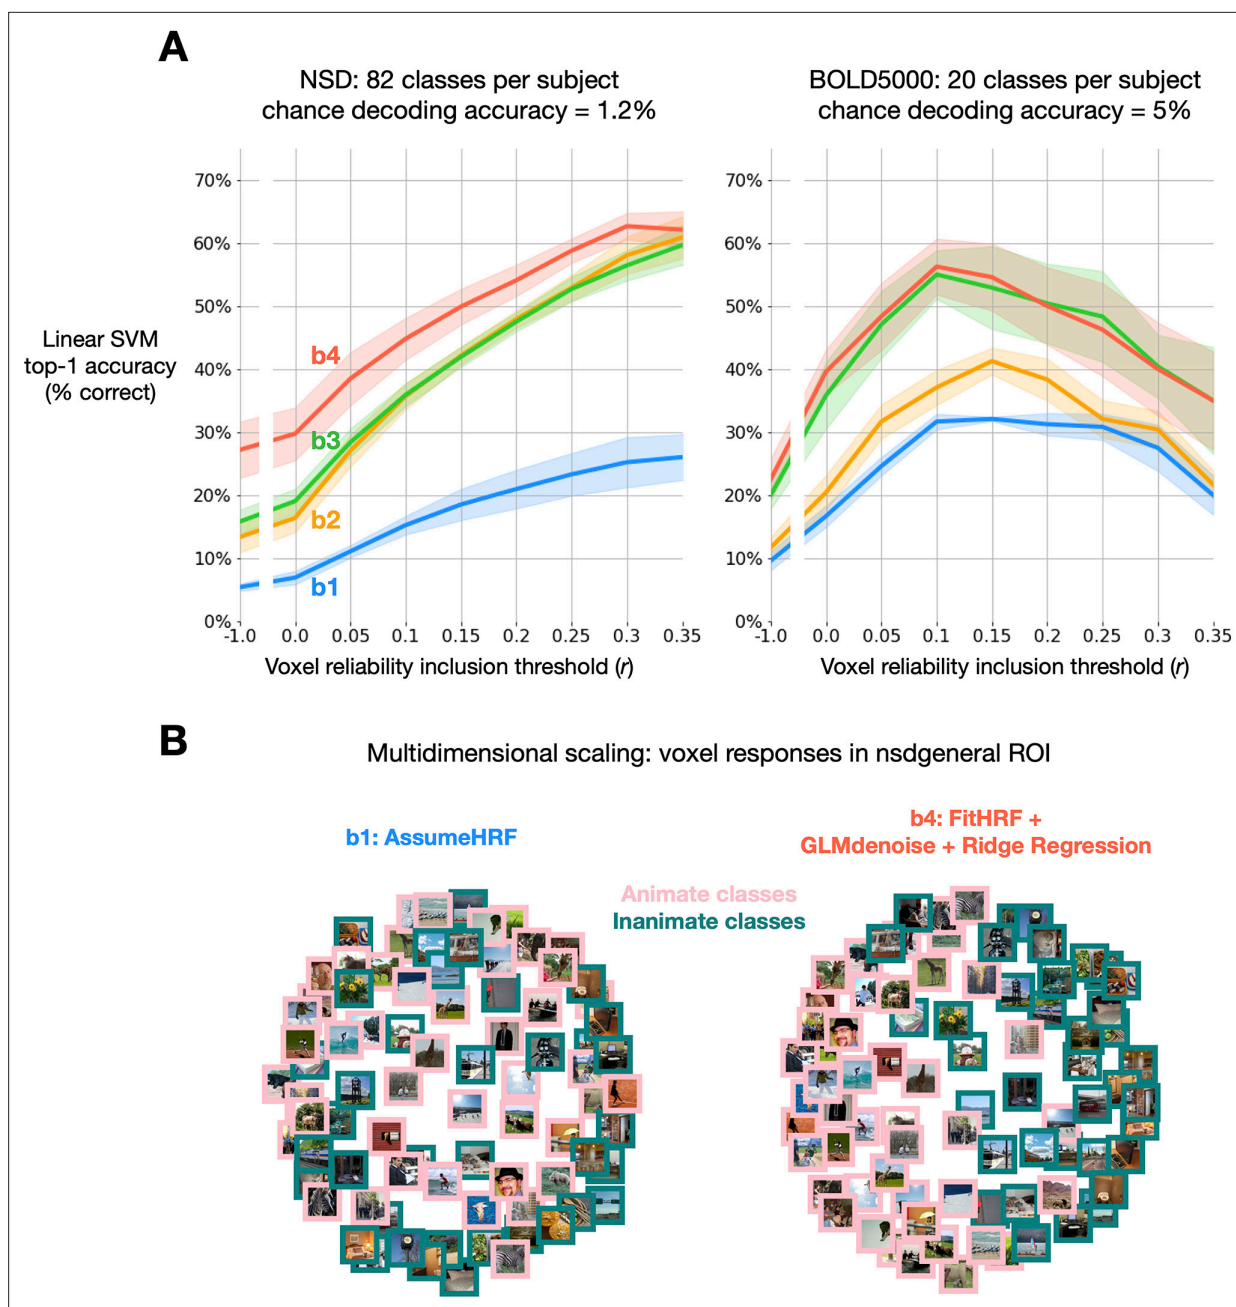 A
NSD: 82 classes per subject
chance decoding accuracy = 1.2%
BOLD5000: 20 classes per subject
chance decoding accuracy = 5%
Linear SVM
top-1 accuracy
(% correct)
70%
60%
50%
40%
30%
20%
10%
0%
b4
b3
b2
b1
-1.0 0.0 0.05 0.1 0.15 0.2 0.25 0.3 0.35
Voxel reliability inclusion threshold (r)
70%
60%
50%
40%
30%
20%
10%
0%
-1.0 0.0 0.05 0.1 0.15 0.2 0.25 0.3 0.35
Voxel reliability inclusion threshold (r)
B
Multidimensional scaling: voxel responses in nsdgeneral ROI
b1: AssumeHRF
b4: FitHRF +
GLMdenoise + Ridge Regression
Animate classes
Inanimate classes